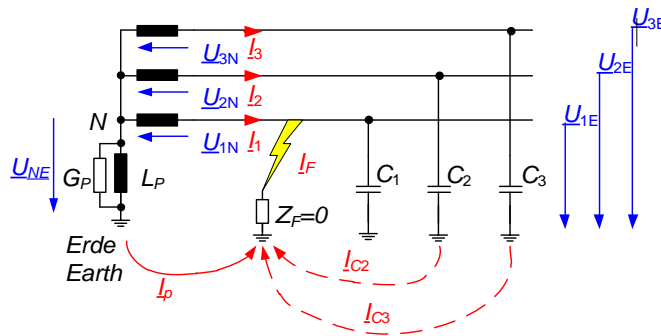 U3E
U3N
I3
U2E
U2N
I2
N
U1N
I1
U1E
UNE
GP
LP
IF
C1
C2
C3
ZF=0
Erde
Earth
Ip
IC2
IC3